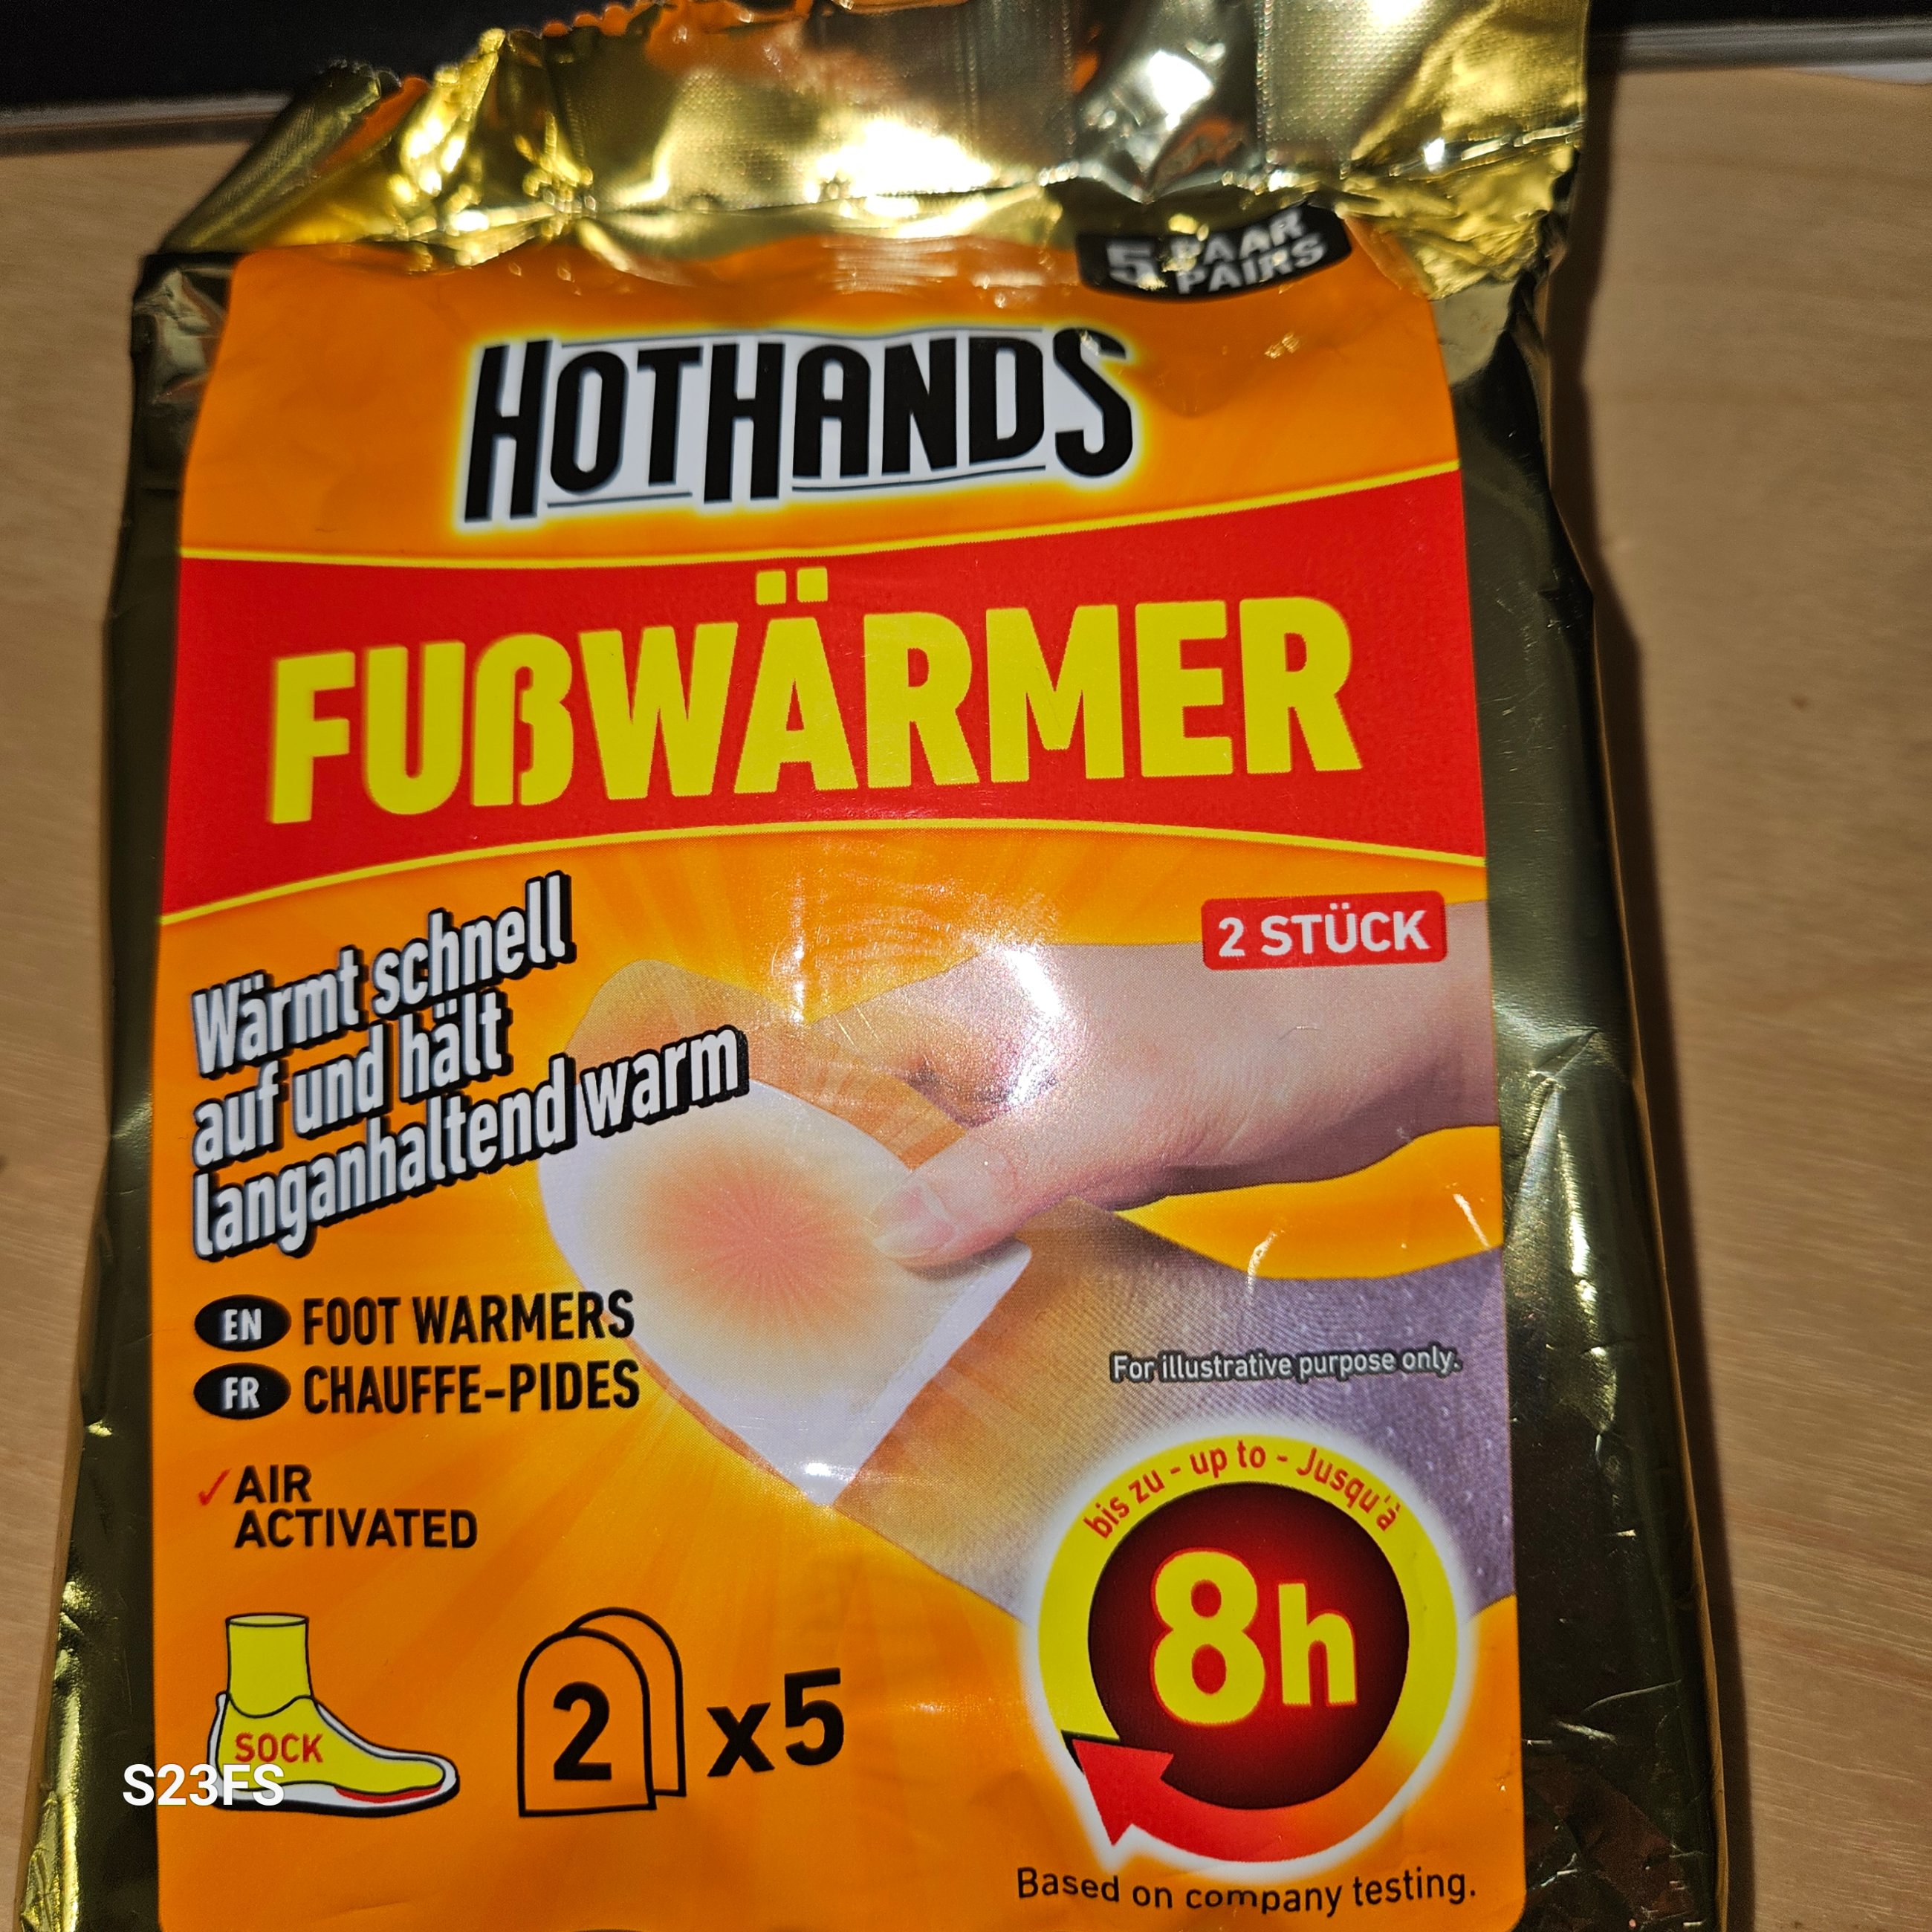 5 PAAR
PAIRS
HOTHANDS
FUßWÄRMER
2 STÜCK
Wärmt schnell
auf und hält
langanhaltend warm
EN FOOT WARMERS
FR CHAUFFE-PIDES
For illustrative purpose only.
✓AIR
ACTIVATED
bis zu - up to - Jusqu'à
8h
SOCK
2 x5
S23FS
Based on company testing.